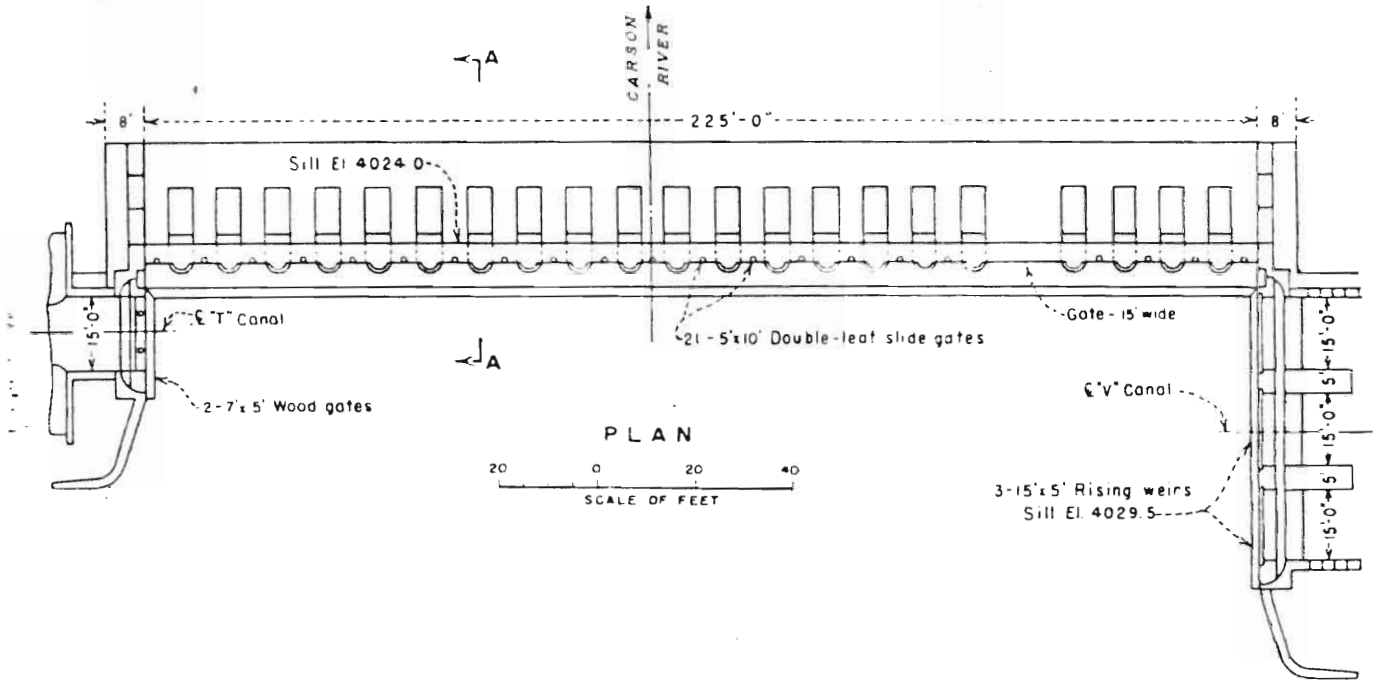 CARSON
RIVER
A
8'
225'-0"
8'
Sill El 4024.0
15'-0"
℄ "T" Canal
Gate - 15' wide
21 - 5'x10' Double-leaf slide gates
A
2-7'x 5' Wood gates
15'-0"
5'
15'-0"
5'
15'-0"
℄ "V" Canal
PLAN
20 0 20 40
SCALE OF FEET
3-15'x 5' Rising weirs
Sill El. 4029.5